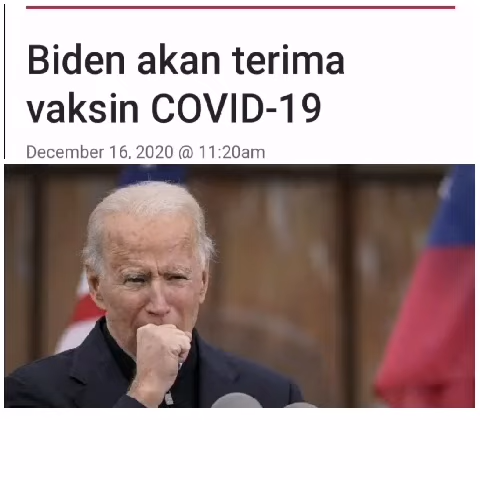 Biden akan terima
vaksin COVID-19
December 16, 2020 @ 11:20am